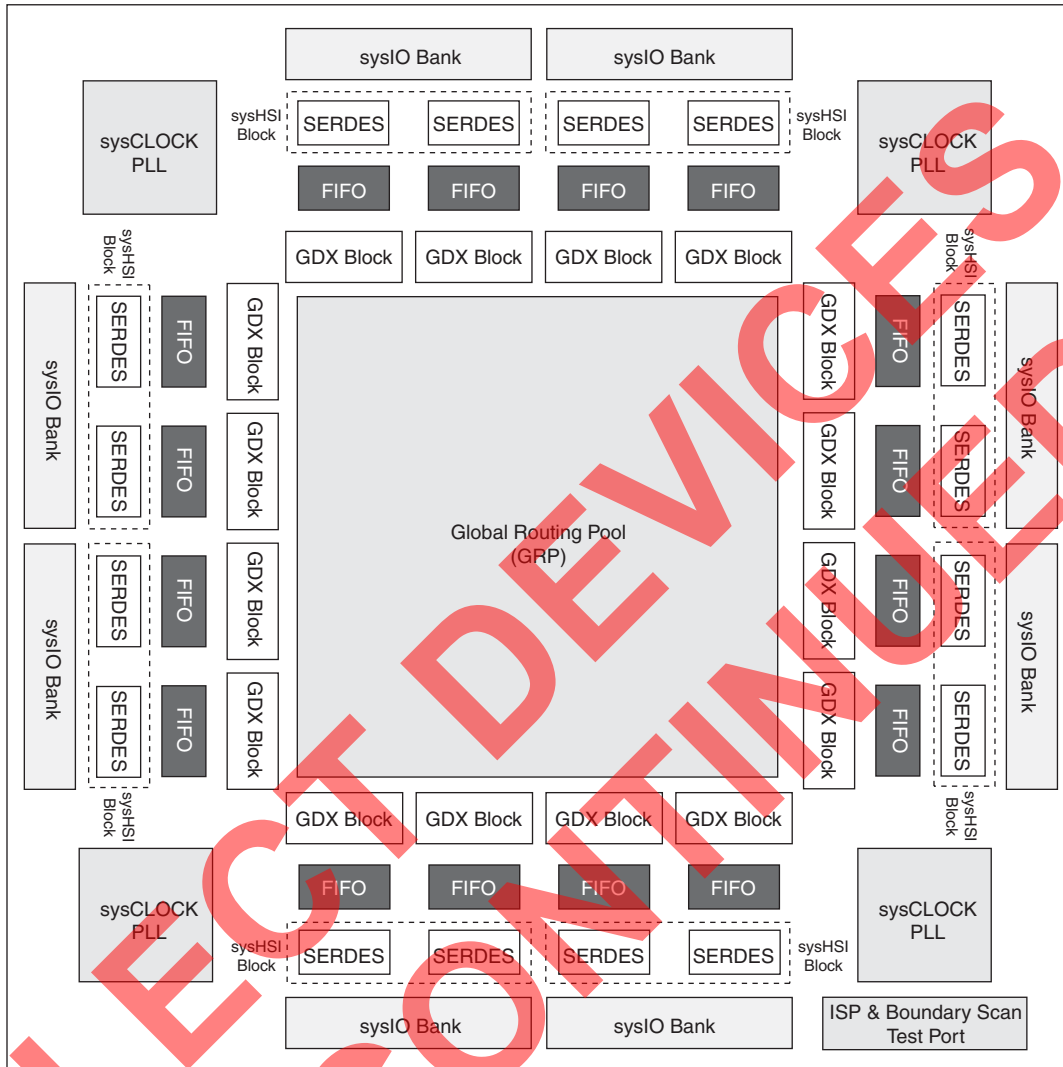 sysIO Bank
sysIO Bank
sysCLOCK
PLL
sysHSI
Block
SERDES
SERDES
SERDES
SERDES
sysHSI
Block
sysCLOCK
PLL
FIFO
FIFO
FIFO
FIFO
sysHSI
Block
GDX Block
GDX Block
GDX Block
GDX Block
sysHSI
Block
sysIO Bank
SERDES
FIFO
GDX Block
GDX Block
FIFO
SERDES
sysIO Bank
SERDES
FIFO
GDX Block
GDX Block
FIFO
SERDES
Global Routing Pool
(GRP)
sysIO Bank
SERDES
FIFO
GDX Block
GDX Block
FIFO
SERDES
sysIO Bank
SERDES
FIFO
GDX Block
GDX Block
FIFO
SERDES
sysHSI
Block
GDX Block
GDX Block
GDX Block
GDX Block
sysHSI
Block
FIFO
FIFO
FIFO
FIFO
sysCLOCK
PLL
sysHSI
Block
SERDES
SERDES
SERDES
SERDES
sysHSI
Block
sysCLOCK
PLL
sysIO Bank
sysIO Bank
ISP & Boundary Scan
Test Port
ECT DEVICES
CONTINUED